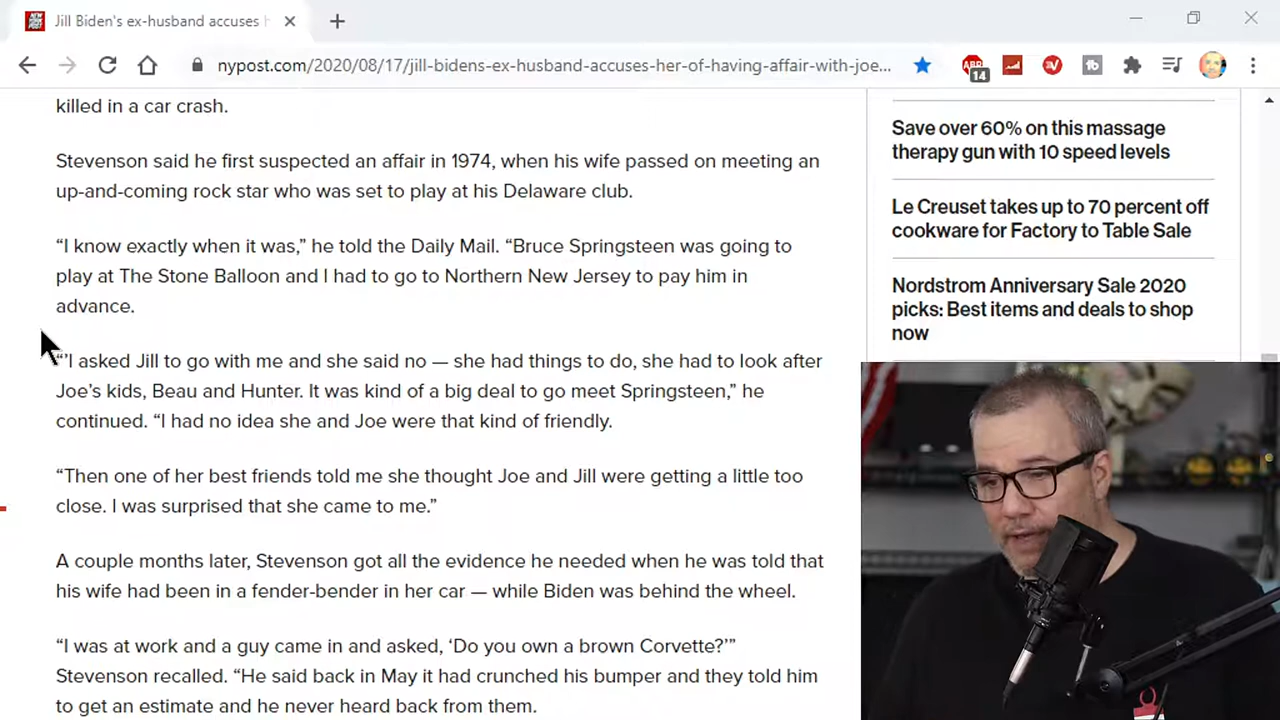 Jill Biden's ex-husband accuses h
nypost.com/2020/08/17/jill-bidens-ex-husband-accuses-her-of-having-affair-with-joe...
ABP
14
killed in a car crash.
Stevenson said he first suspected an affair in 1974, when his wife passed on meeting an
up-and-coming rock star who was set to play at his Delaware club.
“I know exactly when it was,” he told the Daily Mail. “Bruce Springsteen was going to
play at The Stone Balloon and I had to go to Northern New Jersey to pay him in
advance.
“’I asked Jill to go with me and she said no — she had things to do, she had to look after
Joe’s kids, Beau and Hunter. It was kind of a big deal to go meet Springsteen,” he
continued. “I had no idea she and Joe were that kind of friendly.
“Then one of her best friends told me she thought Joe and Jill were getting a little too
close. I was surprised that she came to me.”
A couple months later, Stevenson got all the evidence he needed when he was told that
his wife had been in a fender-bender in her car — while Biden was behind the wheel.
“I was at work and a guy came in and asked, ‘Do you own a brown Corvette?’”
Stevenson recalled. “He said back in May it had crunched his bumper and they told him
to get an estimate and he never heard back from them.
Save over 60% on this massage
therapy gun with 10 speed levels
Le Creuset takes up to 70 percent off
cookware for Factory to Table Sale
Nordstrom Anniversary Sale 2020
picks: Best items and deals to shop
now